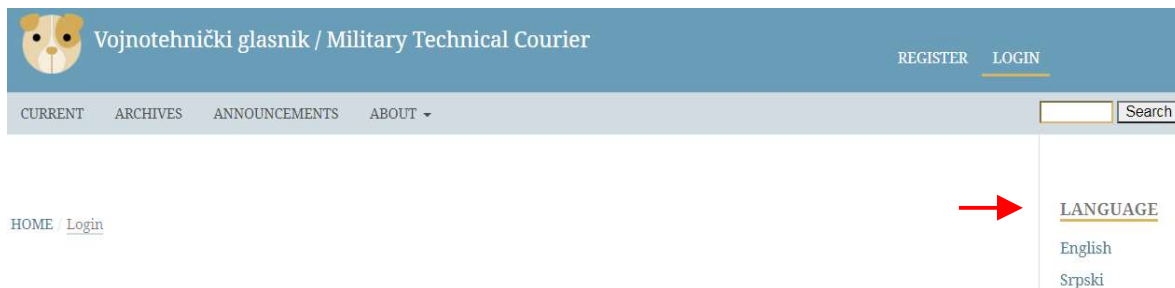 Vojnotehnički glasnik / Military Technical Courier
REGISTER LOGIN
CURRENT ARCHIVES ANNOUNCEMENTS ABOUT
Search
HOME / Login
LANGUAGE
English
Srpski